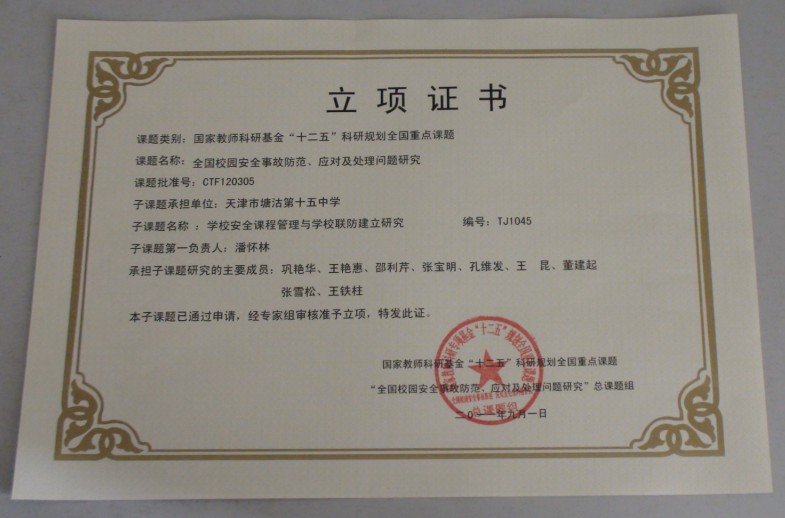 立项证书
课题类别：国家教师科研基金“十二五”科研规划全国重点课题
课题名称：全国校园安全事故防范、应对及处理问题研究
课题批准号：CTF120305
子课题承担单位：天津市塘沽第十五中学
子课题名称：学校安全课程管理与学校联防建立研究 编号：TJ1045
子课题第一负责人：潘怀林
承担子课题研究的主要成员：巩艳华、王艳惠、邵利芹、张宝明、孔维发、王　昆、董建起
张雪松、王铁柱
本子课题已通过申请，经专家组审核准予立项，特发此证。
国家教师科研基金“十二五”科研规划全国重点课题
“全国校园安全事故防范、应对及处理问题研究”总课题组
二〇一一年九月一日
总课题组